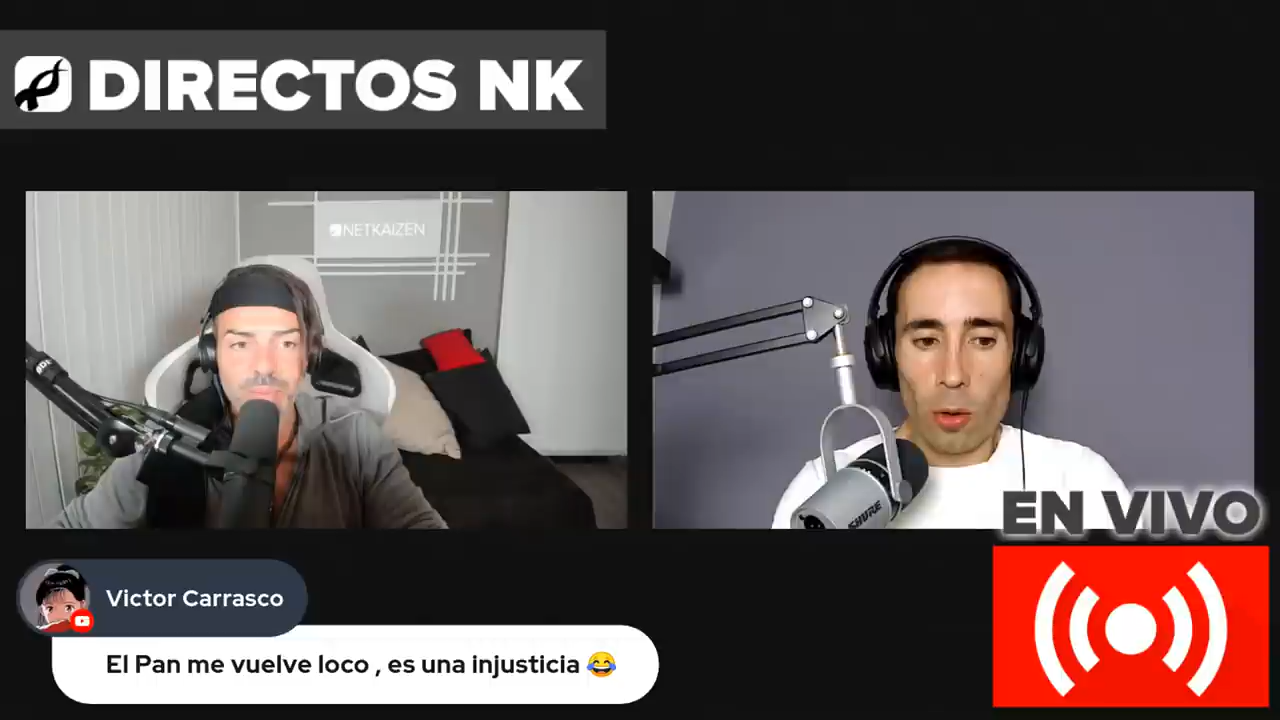 DIRECTOS NK
NETKAIZEN
SHURE
EN VIVO
Victor Carrasco
El Pan me vuelve loco , es una injusticia 😂